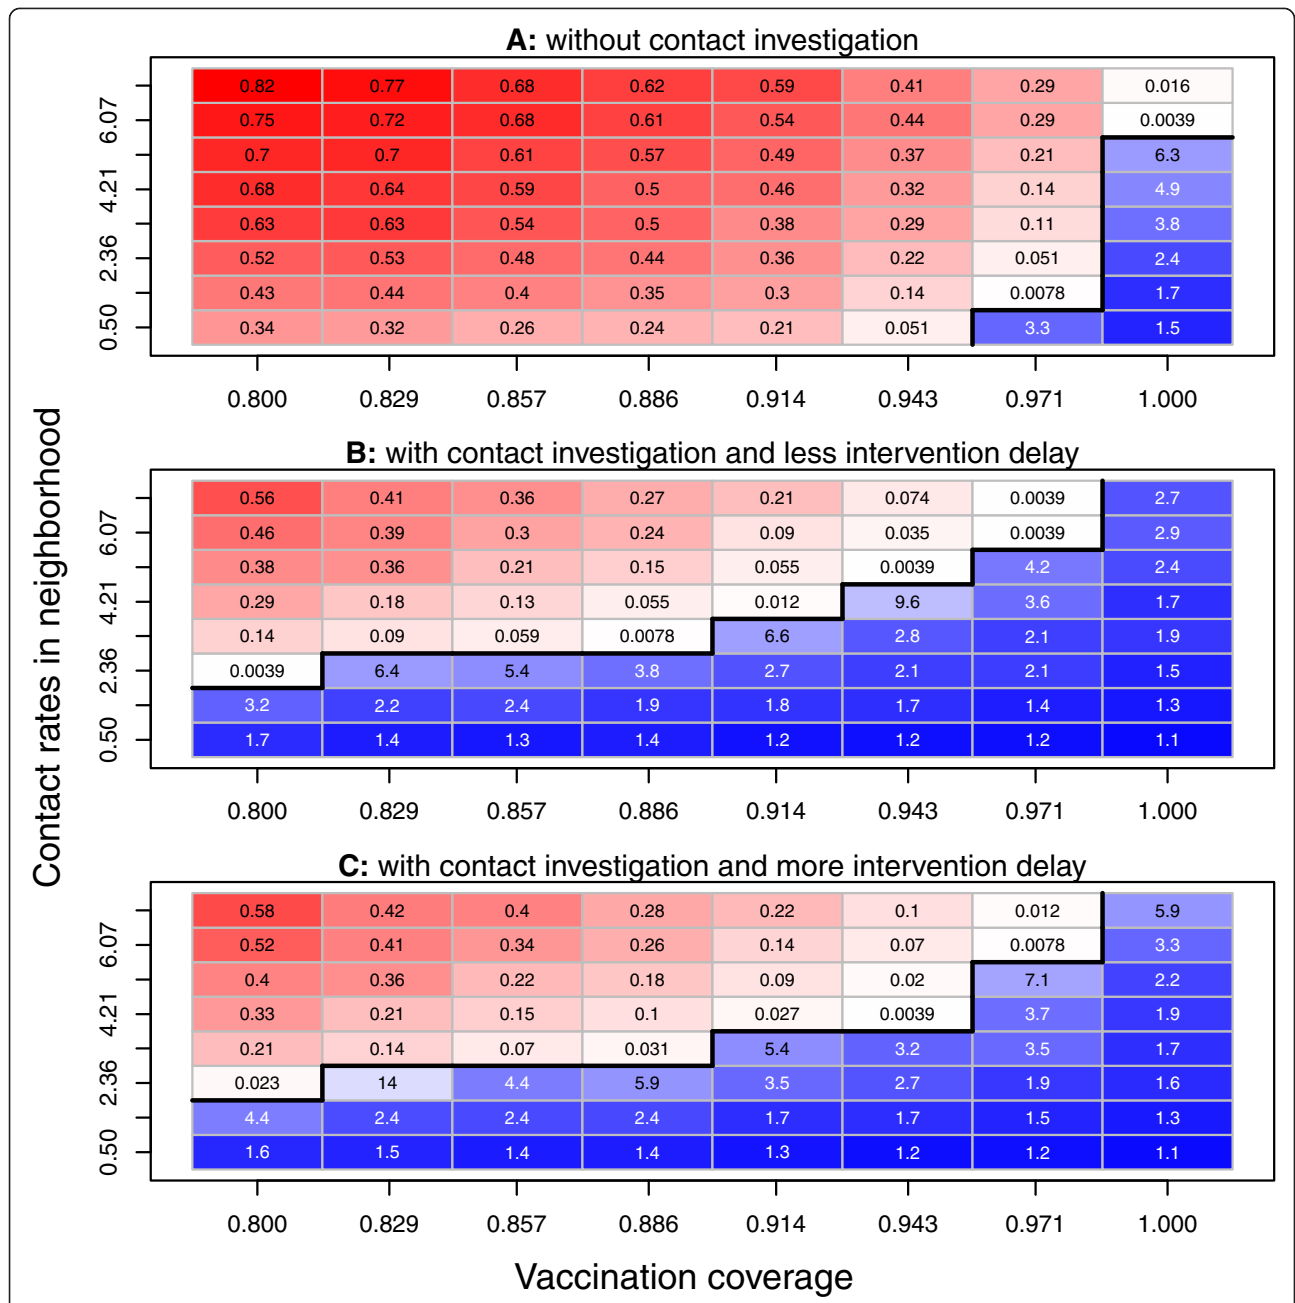 A: without contact investigation
0.82 0.77 0.68 0.62 0.59 0.41 0.29 0.016
6.07 0.75 0.72 0.68 0.61 0.54 0.44 0.29 0.0039
0.7 0.7 0.61 0.57 0.49 0.37 0.21 6.3
4.21 0.68 0.64 0.59 0.5 0.46 0.32 0.14 4.9
0.63 0.63 0.54 0.5 0.38 0.29 0.11 3.8
2.36 0.52 0.53 0.48 0.44 0.36 0.22 0.051 2.4
0.43 0.44 0.4 0.35 0.3 0.14 0.0078 1.7
0.50 0.34 0.32 0.26 0.24 0.21 0.051 3.3 1.5
0.800 0.829 0.857 0.886 0.914 0.943 0.971 1.000
Contact rates in neighborhood
B: with contact investigation and less intervention delay
0.56 0.41 0.36 0.27 0.21 0.074 0.0039 2.7
6.07 0.46 0.39 0.3 0.24 0.09 0.035 0.0039 2.9
0.38 0.36 0.21 0.15 0.055 0.0039 4.2 2.4
4.21 0.29 0.18 0.13 0.055 0.012 9.6 3.6 1.7
0.14 0.09 0.059 0.0078 6.6 2.8 2.1 1.9
2.36 0.0039 6.4 5.4 3.8 2.7 2.1 2.1 1.5
3.2 2.2 2.4 1.9 1.8 1.7 1.4 1.3
0.50 1.7 1.4 1.3 1.4 1.2 1.2 1.2 1.1
0.800 0.829 0.857 0.886 0.914 0.943 0.971 1.000
C: with contact investigation and more intervention delay
0.58 0.42 0.4 0.28 0.22 0.1 0.012 5.9
6.07 0.52 0.41 0.34 0.26 0.14 0.07 0.0078 3.3
0.4 0.36 0.22 0.18 0.09 0.02 7.1 2.2
4.21 0.33 0.21 0.15 0.1 0.027 0.0039 3.7 1.9
0.21 0.14 0.07 0.031 5.4 3.2 3.5 1.7
2.36 0.023 14 4.4 5.9 3.5 2.7 1.9 1.6
4.4 2.4 2.4 2.4 1.7 1.7 1.5 1.3
0.50 1.6 1.5 1.4 1.4 1.3 1.2 1.2 1.1
0.800 0.829 0.857 0.886 0.914 0.943 0.971 1.000
Vaccination coverage